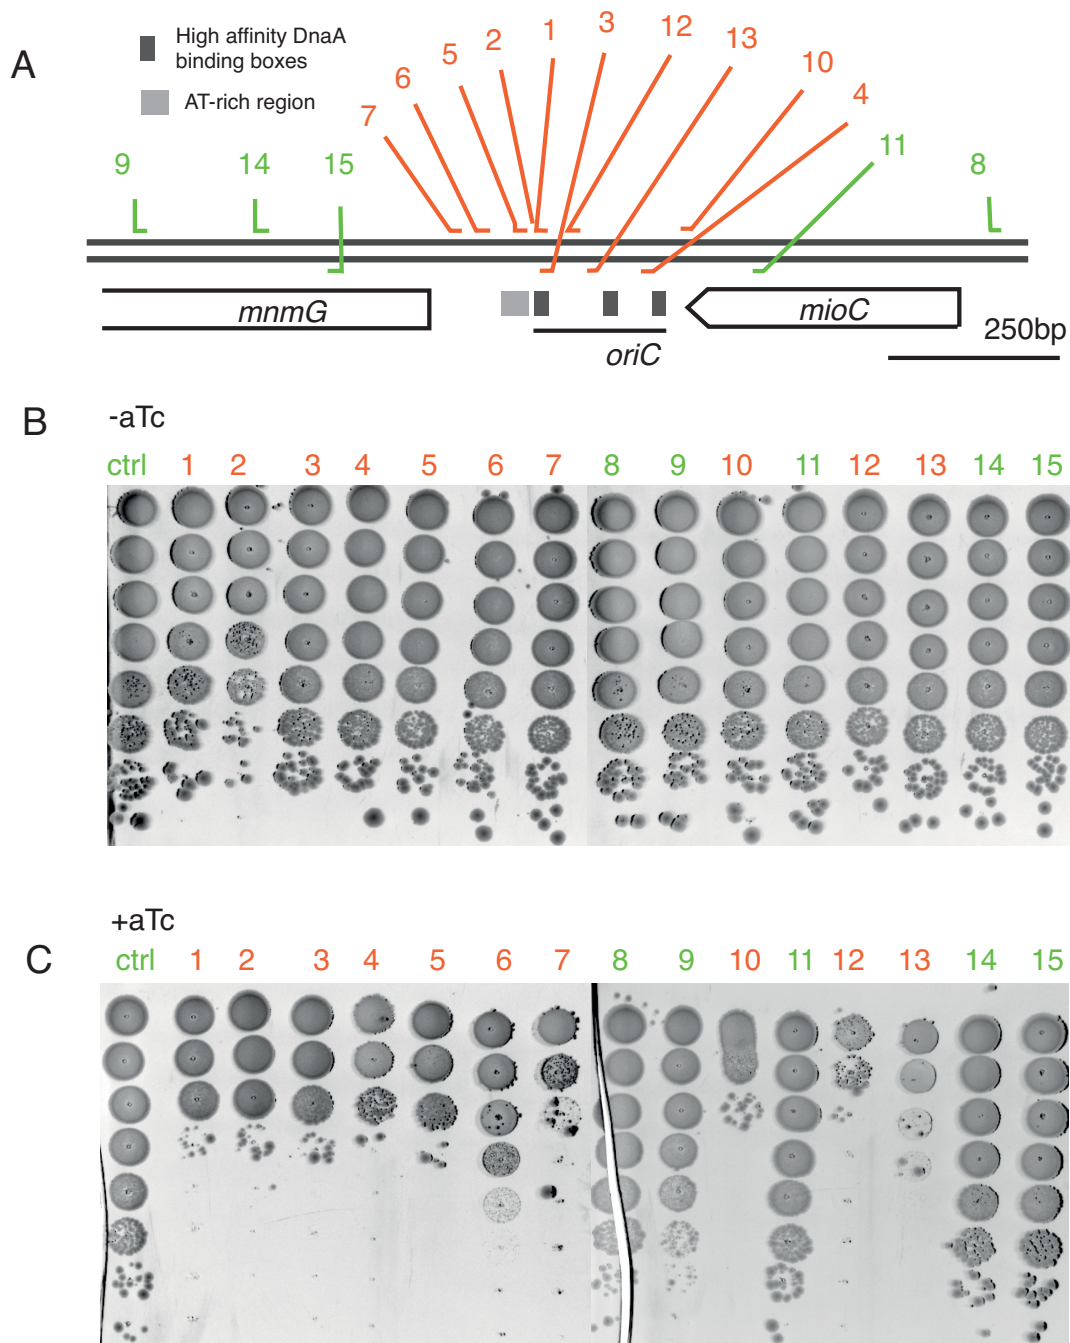 A
High affinity DnaA
binding boxes
AT-rich region
1
3
12
2
13
5
10
6
4
7
11
9
14
15
8
mnmG
mioC
oriC
250bp
B
-aTc
ctrl 1 2 3 4 5 6 7 8 9 10 11 12 13 14 15
+aTc
C
ctrl 1 2 3 4 5 6 7 8 9 10 11 12 13 14 15